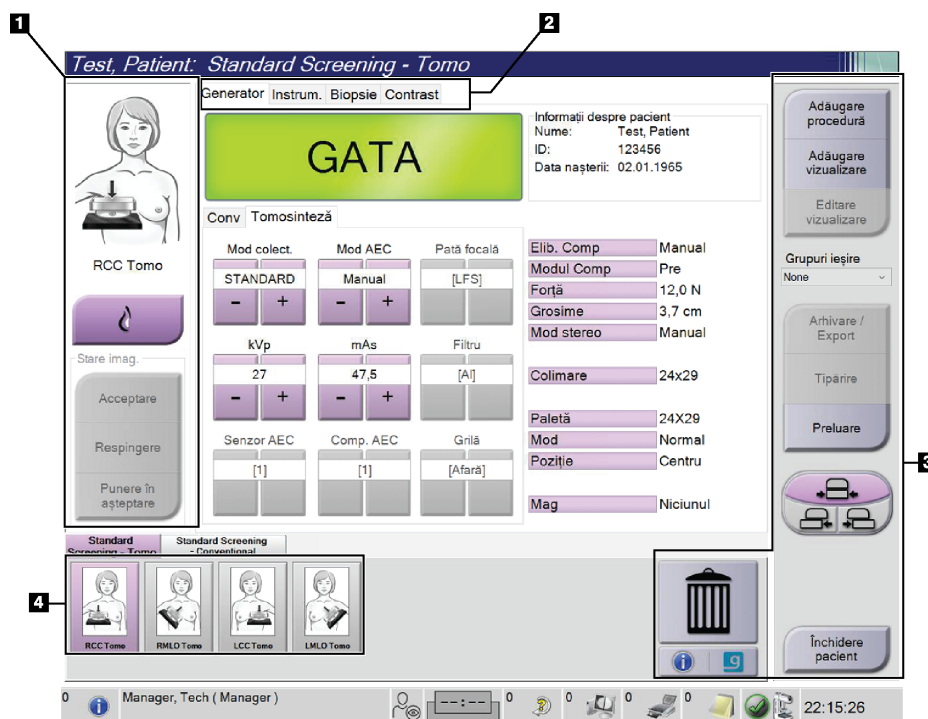 1
2
Test, Patient: Standard Screening - Tomo
Generator Instrum. Biopsie Contrast
Informații despre pacient
Nume: Test, Patient
ID: 123456
Data nașterii: 02.01.1965
GATA
RCC Tomo
Conv Tomosinteză
Mod colect. Mod AEC Pată focală
STANDARD Manual [LFS]
- + - +
kVp mAs Filtru
27 47,5 [Al]
- + - +
Senzor AEC Comp. AEC Grilă
[1] [1] [Afară]
Elib. Comp Manual
Modul Comp Pre
Forță 12,0 N
Grosime 3,7 cm
Mod stereo Manual
Colimare 24x29
Paletă 24X29
Mod Normal
Poziție Centru
Mag Niciunul
Stare imag.
Acceptare
Respingere
Punere în
așteptare
Adăugare
procedură
Adăugare
vizualizare
Editare
vizualizare
Grupuri ieșire
None
Arhivare /
Export
Tipărire
Preluare
3
Standard
Screening - Tomo
Standard Screening
- Conventional
4
RCC Tomo RMLO Tomo LCC Tomo LMLO Tomo
i g
Închidere
pacient
0 i Manager, Tech ( Manager ) --:-- 0 0 0 0 22:15:26